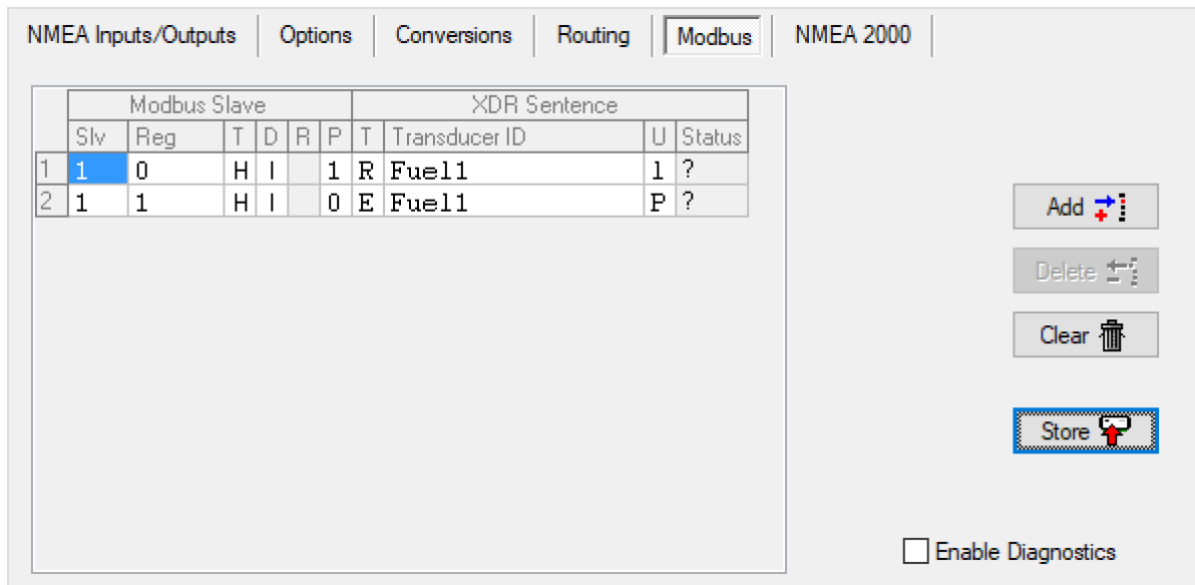 NMEA Inputs/Outputs Options Conversions Routing Modbus NMEA 2000
Modbus Slave XDR Sentence
Slv Reg T D R P T Transducer ID U Status
1 1 0 H I 1 R Fuel1 l ?
2 1 1 H I 0 E Fuel1 P ?
Add
Delete
Clear
Store
Enable Diagnostics